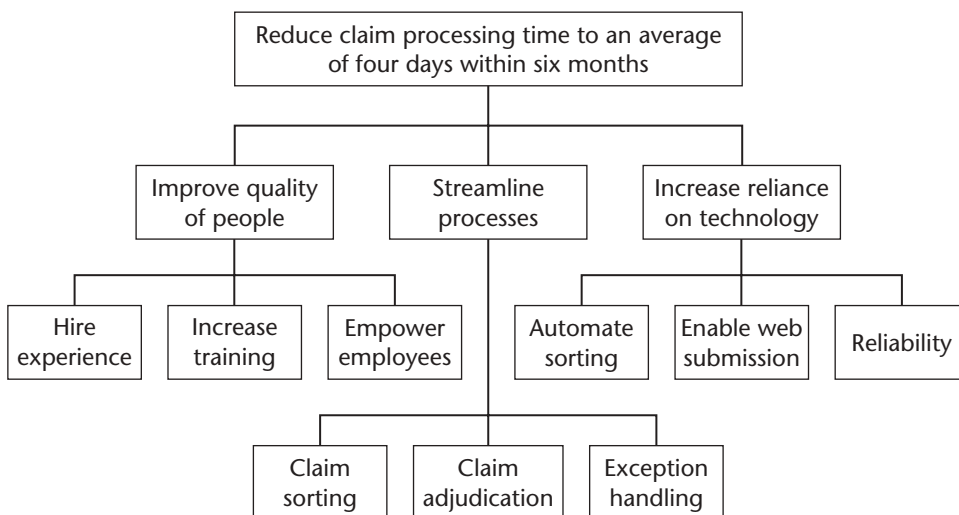 Reduce claim processing time to an average
of four days within six months
Improve quality
of people
Streamline
processes
Increase reliance
on technology
Hire
experience
Increase
training
Empower
employees
Automate
sorting
Enable web
submission
Reliability
Claim
sorting
Claim
adjudication
Exception
handling